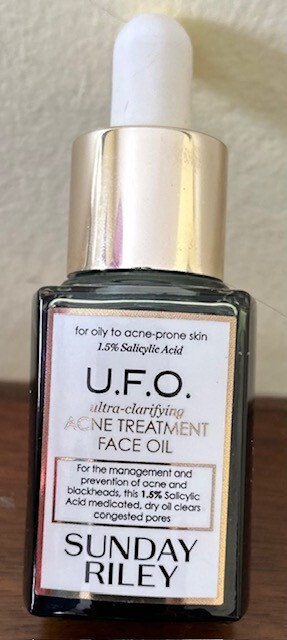 for oily to acne-prone skin
1.5% Salicylic Acid
U.F.O.
ultra-clarifying
ACNE TREATMENT
FACE OIL
For the management and
prevention of acne and
blackheads, this 1.5% Salicylic
Acid medicated, dry oil clears
congested pores
SUNDAY
RILEY